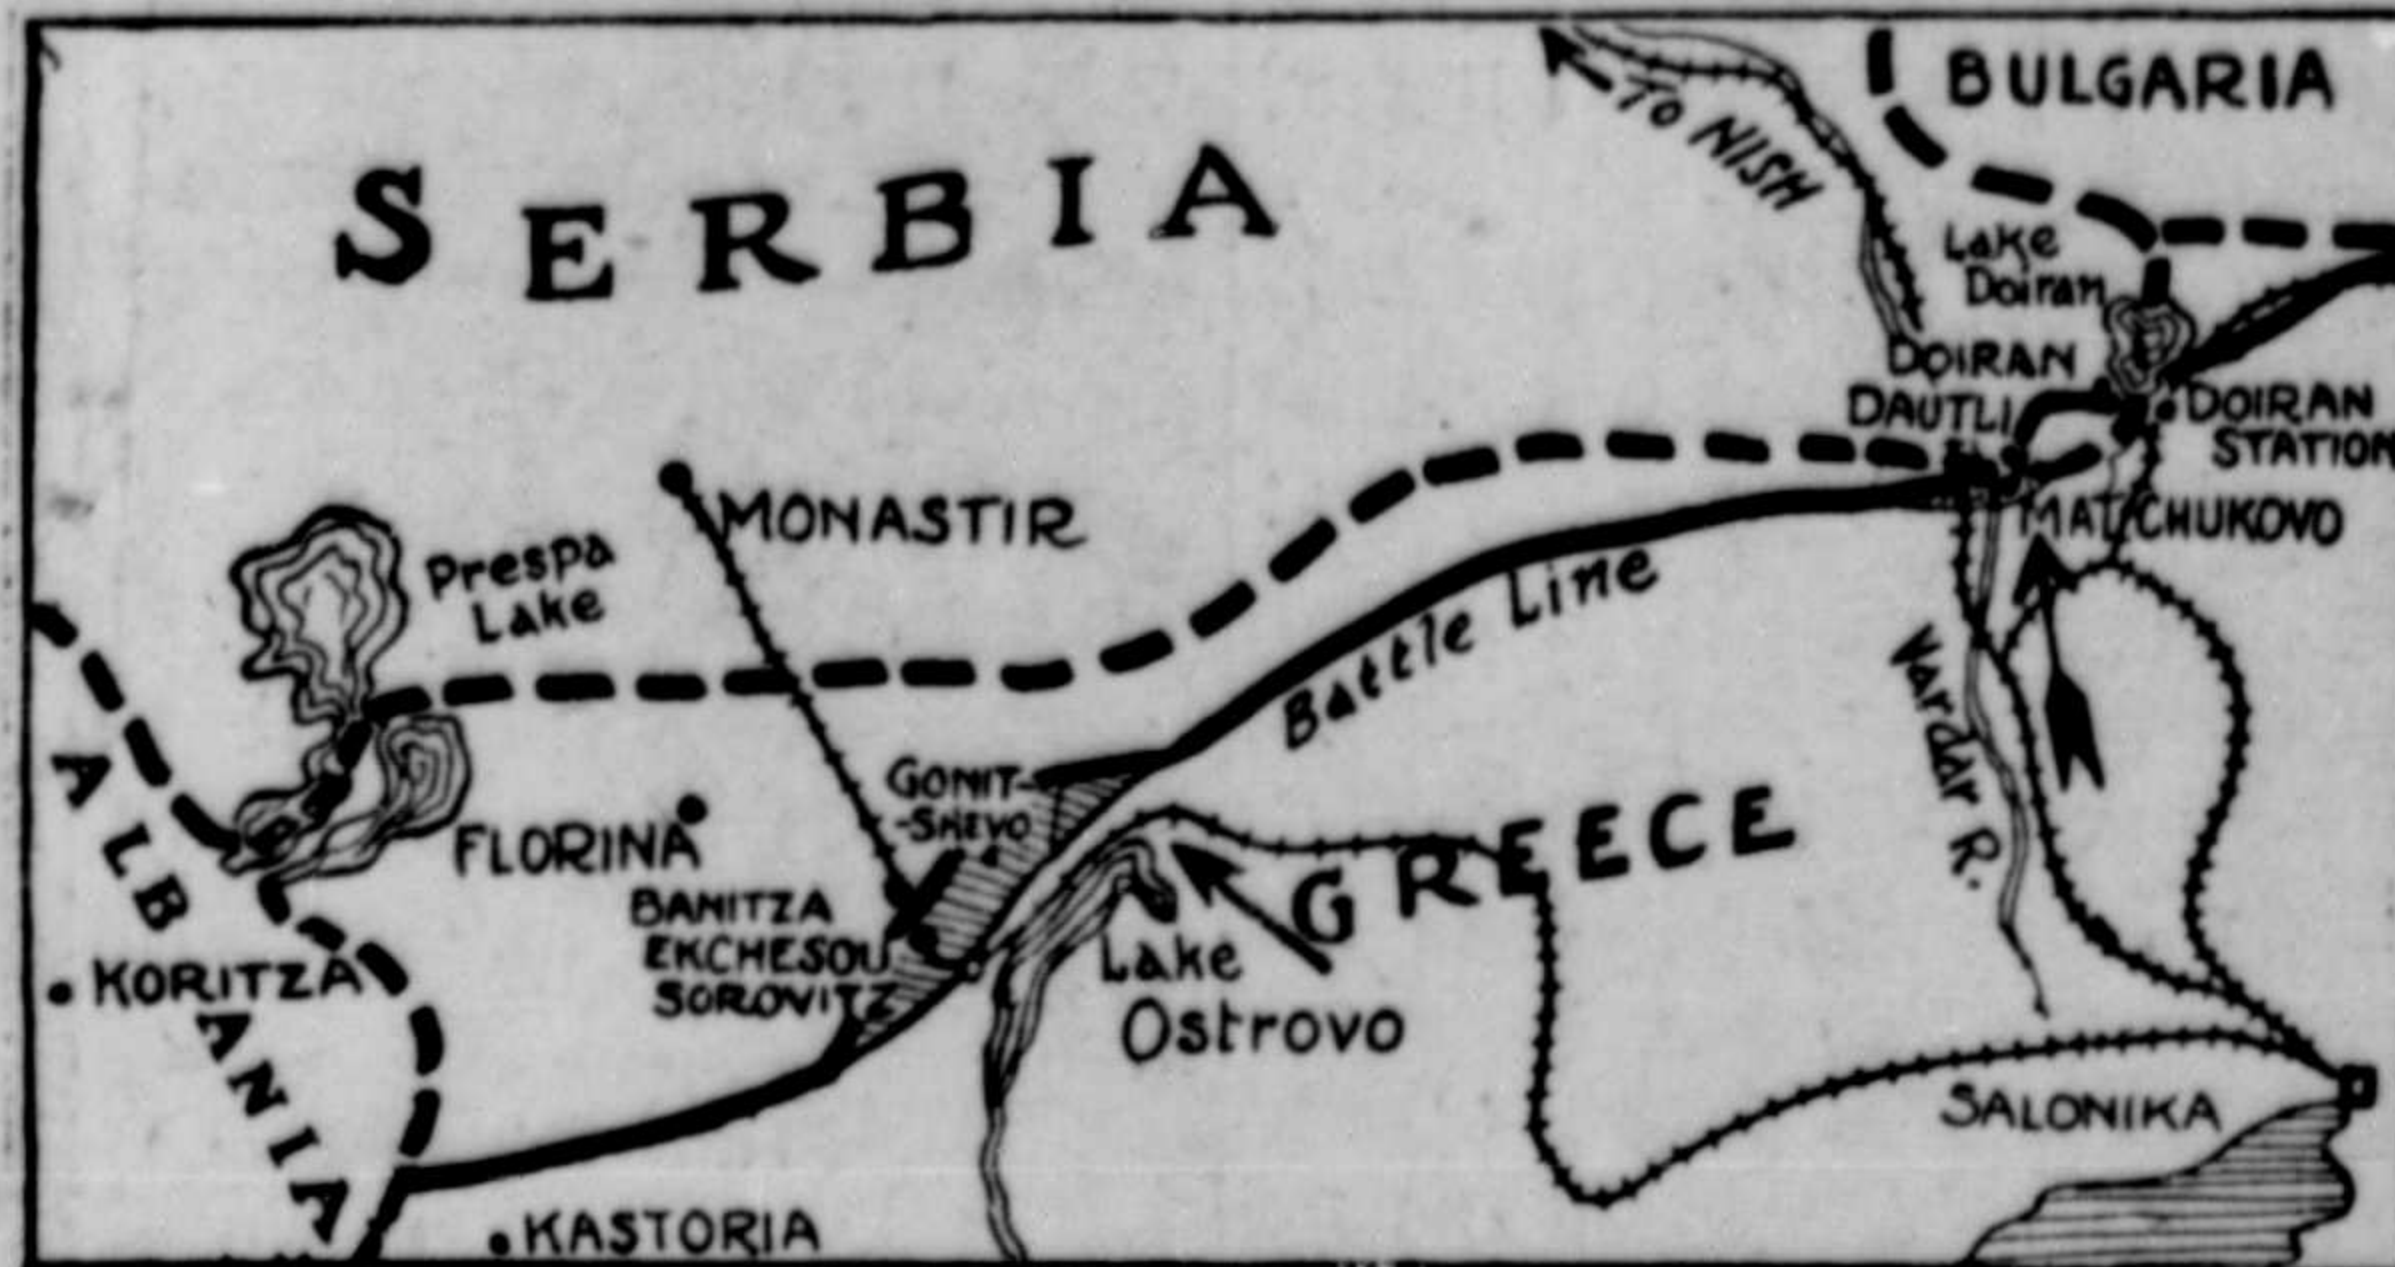 BULGARIA
TO NISH
SERBIA
Lake
Doiran
DOIRAN
DAUTLI
DOIRAN
STATION
MATCHUKOVO
MONASTIR
Prespa
Lake
Battle Line
Vardar R.
GONIT-
-SHEVO
GREECE
FLORINA
BANITZA
EKCHESOU
SOROVITZ
Lake
Ostrovo
ALBANIA
KORITZA
SALONIKA
KASTORIA